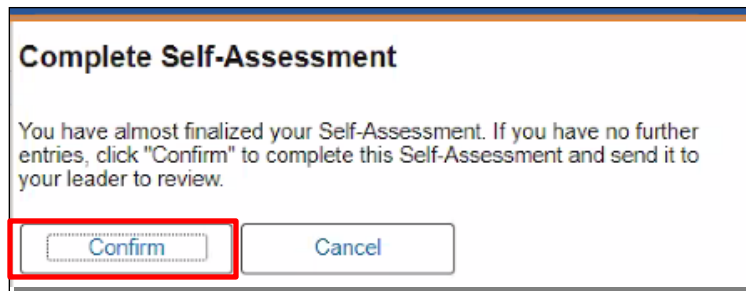 Complete Self-Assessment
You have almost finalized your Self-Assessment. If you have no further
entries, click "Confirm" to complete this Self-Assessment and send it to
your leader to review.
Confirm
Cancel